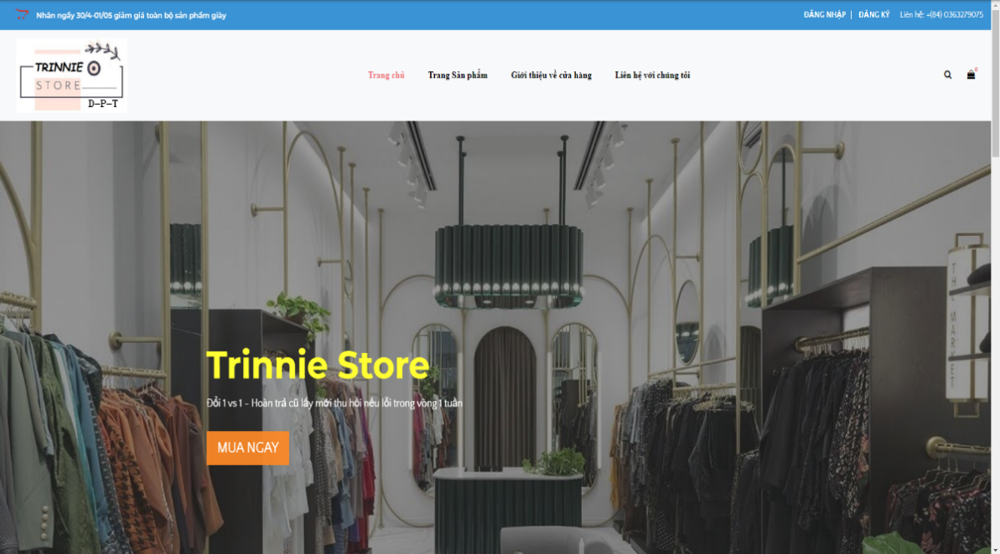 Nhân ngầy 30/4-01/05 giảm giá toàn bộ sản phẩm giày
ĐĂNG NHẬP | ĐĂNG KÝ Liên hệ: +(84) 0363279075
TRINNIE
STORE
D-P-T
Trang chủ Trang Sản phẩm Giới thiệu về cửa hàng Liên hệ với chúng tôi
0
THE MARKET
Trinnie Store
Đổi 1 vs 1 - Hoàn trả cũ lấy mới thu hồi nếu lỗi trong vòng 1 tuần
MUA NGAY